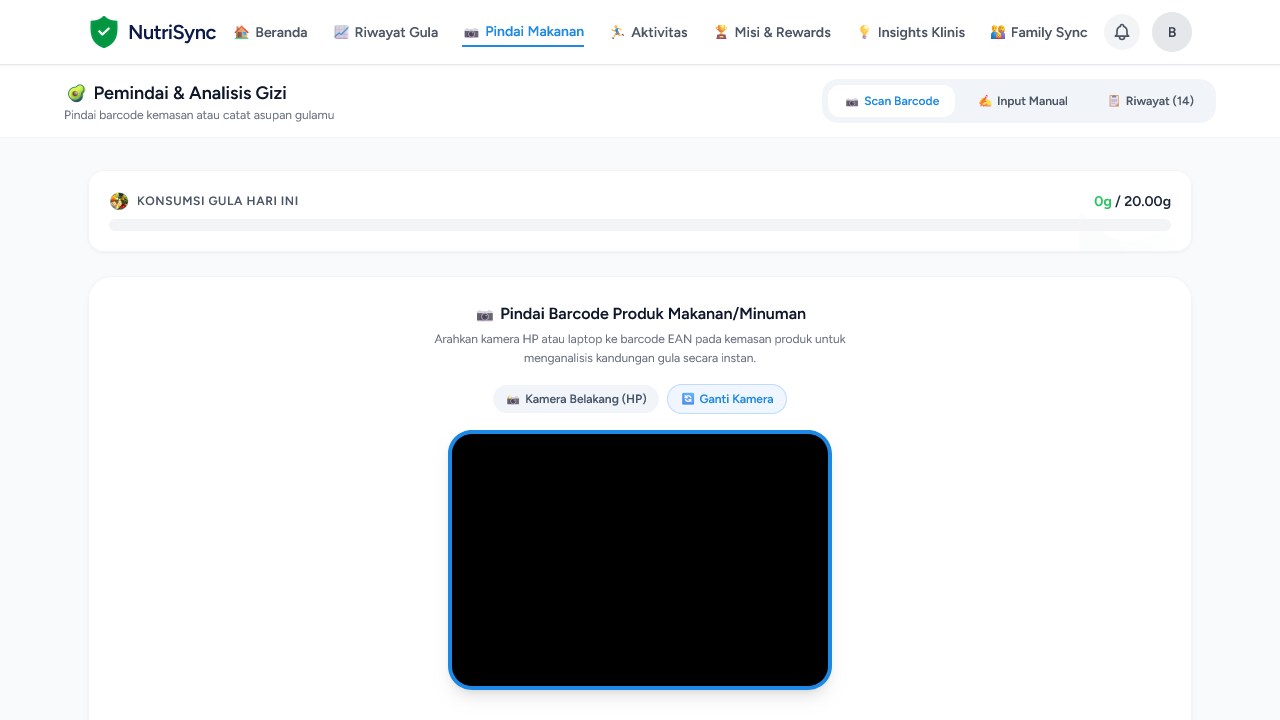 NutriSync
Beranda
Riwayat Gula
Pindai Makanan
Aktivitas
Misi & Rewards
Insights Klinis
Family Sync
B
Pemindai & Analisis Gizi
Pindai barcode kemasan atau catat asupan gulamu
Scan Barcode
Input Manual
Riwayat (14)
KONSUMSI GULA HARI INI
0g / 20.00g
Pindai Barcode Produk Makanan/Minuman
Arahkan kamera HP atau laptop ke barcode EAN pada kemasan produk untuk
menganalisis kandungan gula secara instan.
Kamera Belakang (HP)
Ganti Kamera